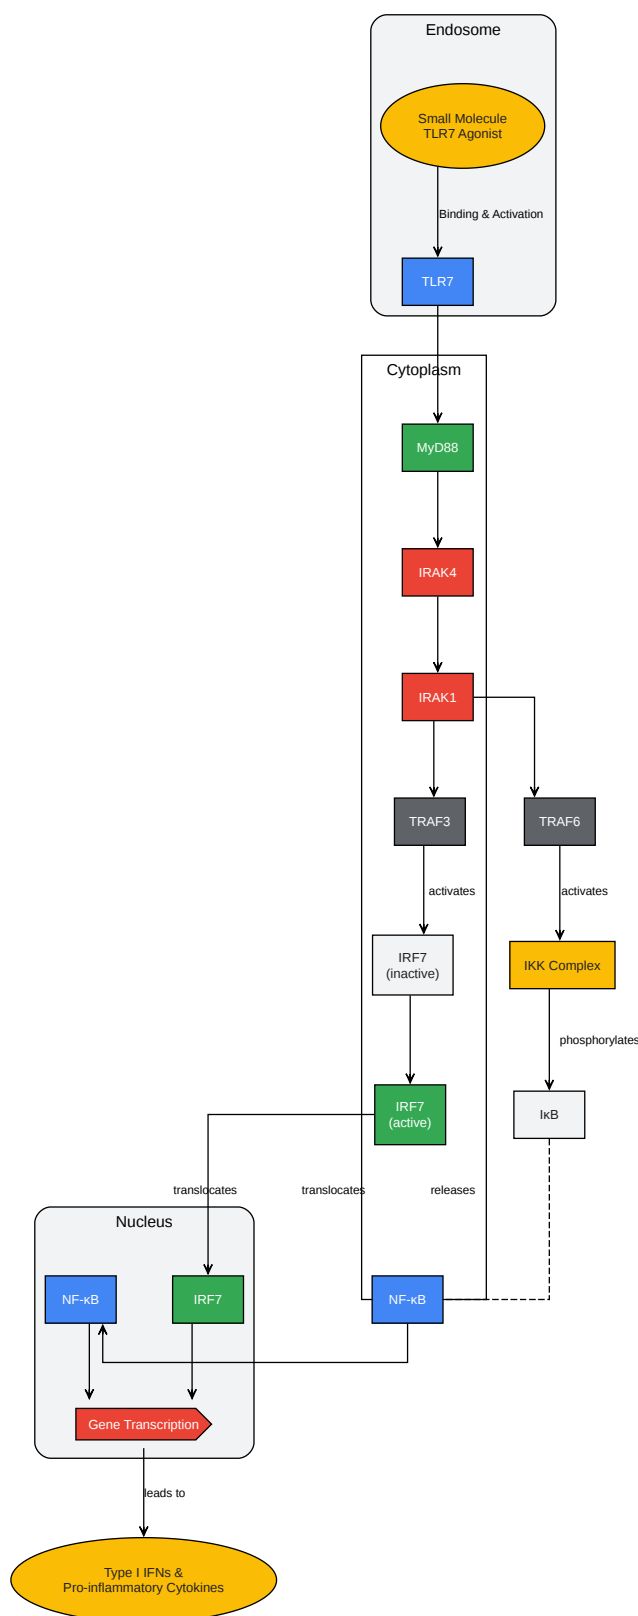 Endosome
Small Molecule
TLR7 Agonist
Binding & Activation
TLR7
Cytoplasm
MyD88
IRAK4
IRAK1
TRAF3
TRAF6
activates
activates
IRF7
(inactive)
IKK Complex
phosphorylates
IRF7
(active)
IκB
translocates
translocates
releases
Nucleus
NF-κB
IRF7
NF-κB
Gene Transcription
leads to
Type I IFNs &
Pro-inflammatory Cytokines